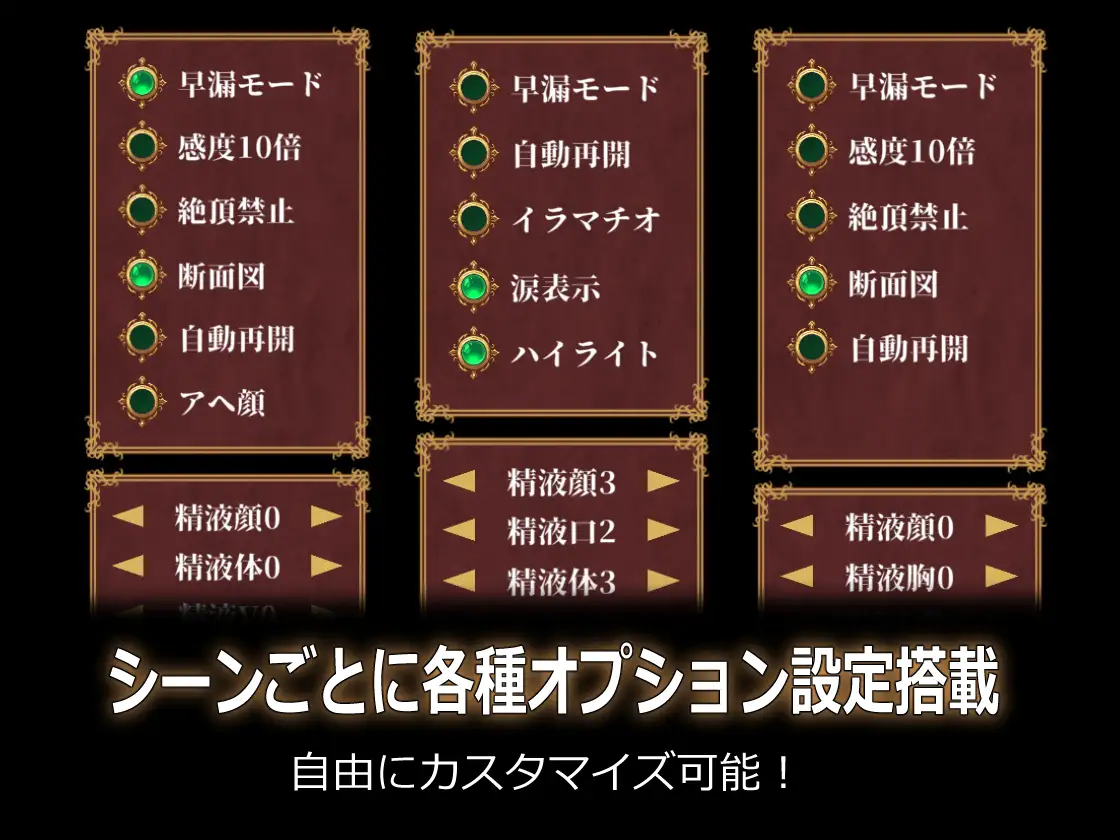 早漏モード
感度10倍
絶頂禁止
断面図
自動再開
アヘ顔
精液顔0
精液体0
早漏モード
自動再開
イラマチオ
涙表示
ハイライト
精液顔3
精液口2
精液体3
早漏モード
感度10倍
絶頂禁止
断面図
自動再開
精液顔0
精液胸0
シーンごとに各種オプション設定搭載
自由にカスタマイズ可能！